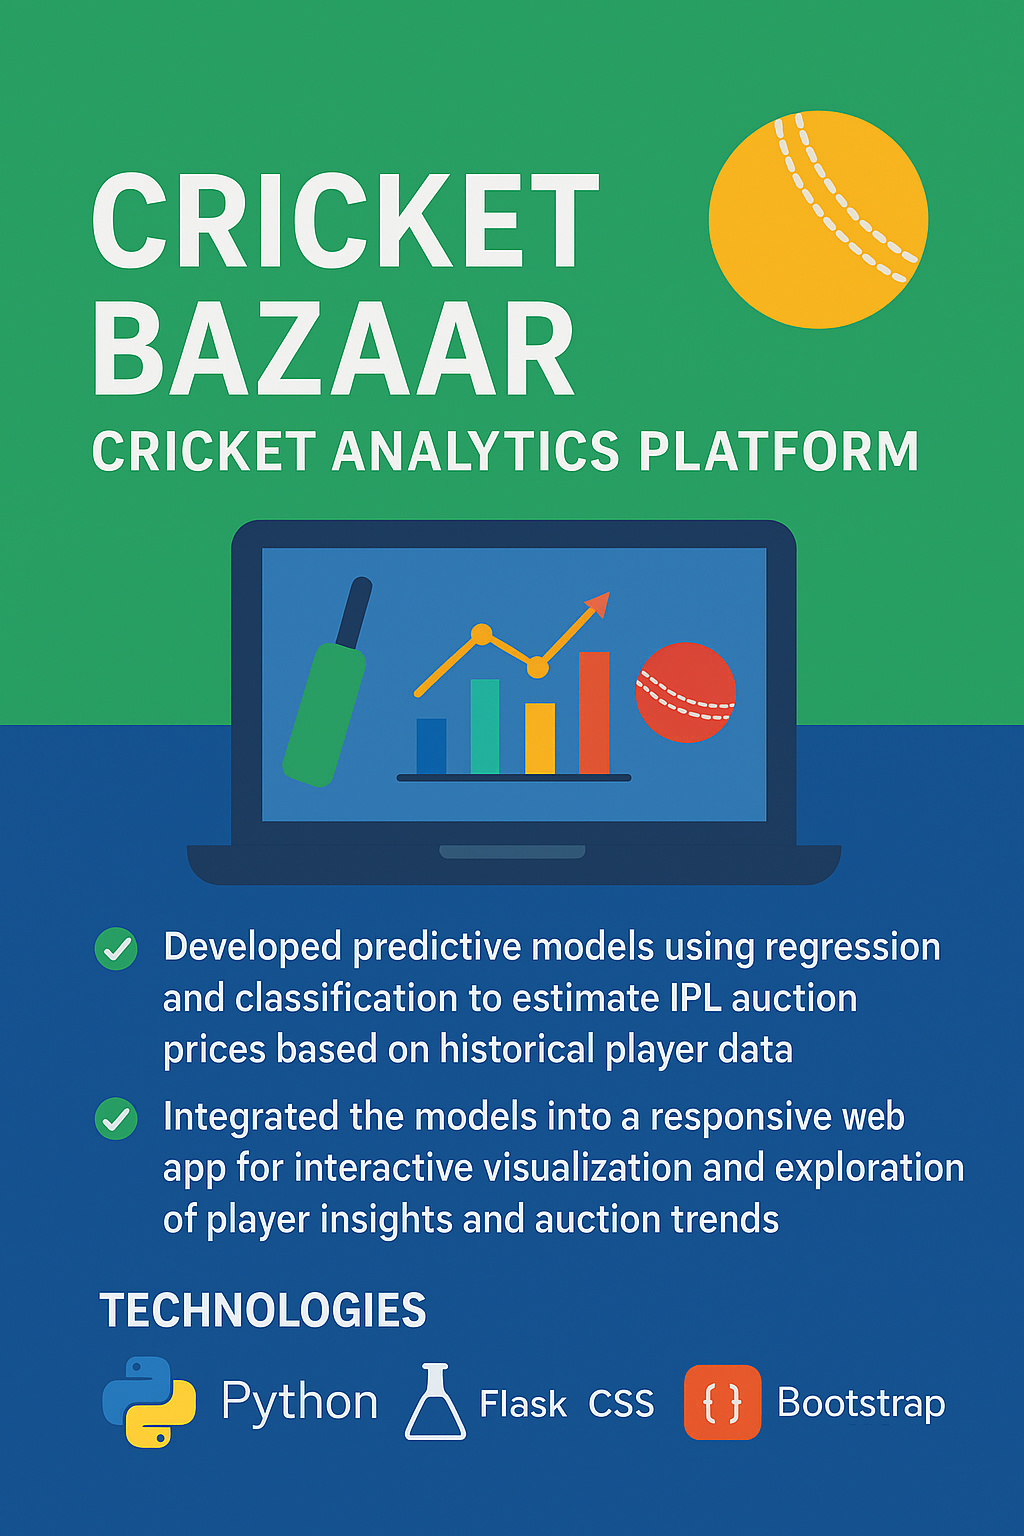 CRICKET
BAZAAR
CRICKET ANALYTICS PLATFORM
Developed predictive models using regression
and classification to estimate IPL auction
prices based on historical player data
Integrated the models into a responsive web
app for interactive visualization and exploration
of player insights and auction trends
TECHNOLOGIES
Python Flask CSS {} Bootstrap